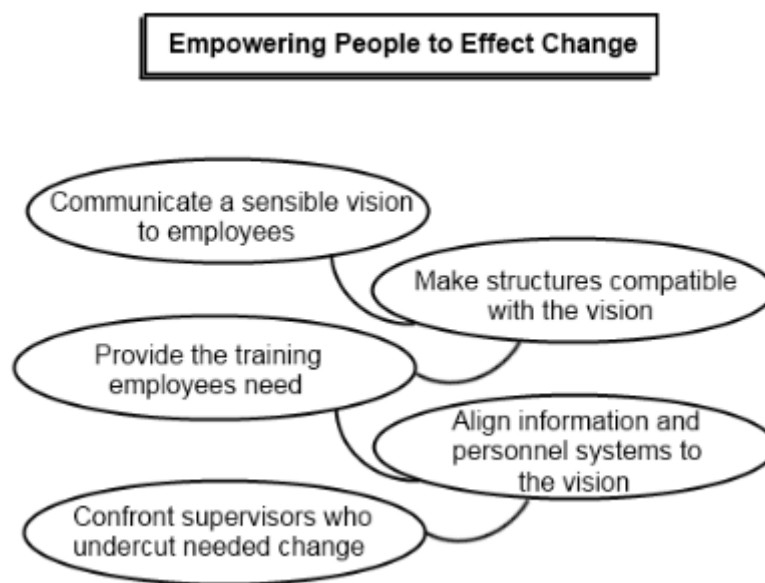 Empowering People to Effect Change
Communicate a sensible vision
to employees
Make structures compatible
with the vision
Provide the training
employees need
Align information and
personnel systems to
the vision
Confront supervisors who
undercut needed change